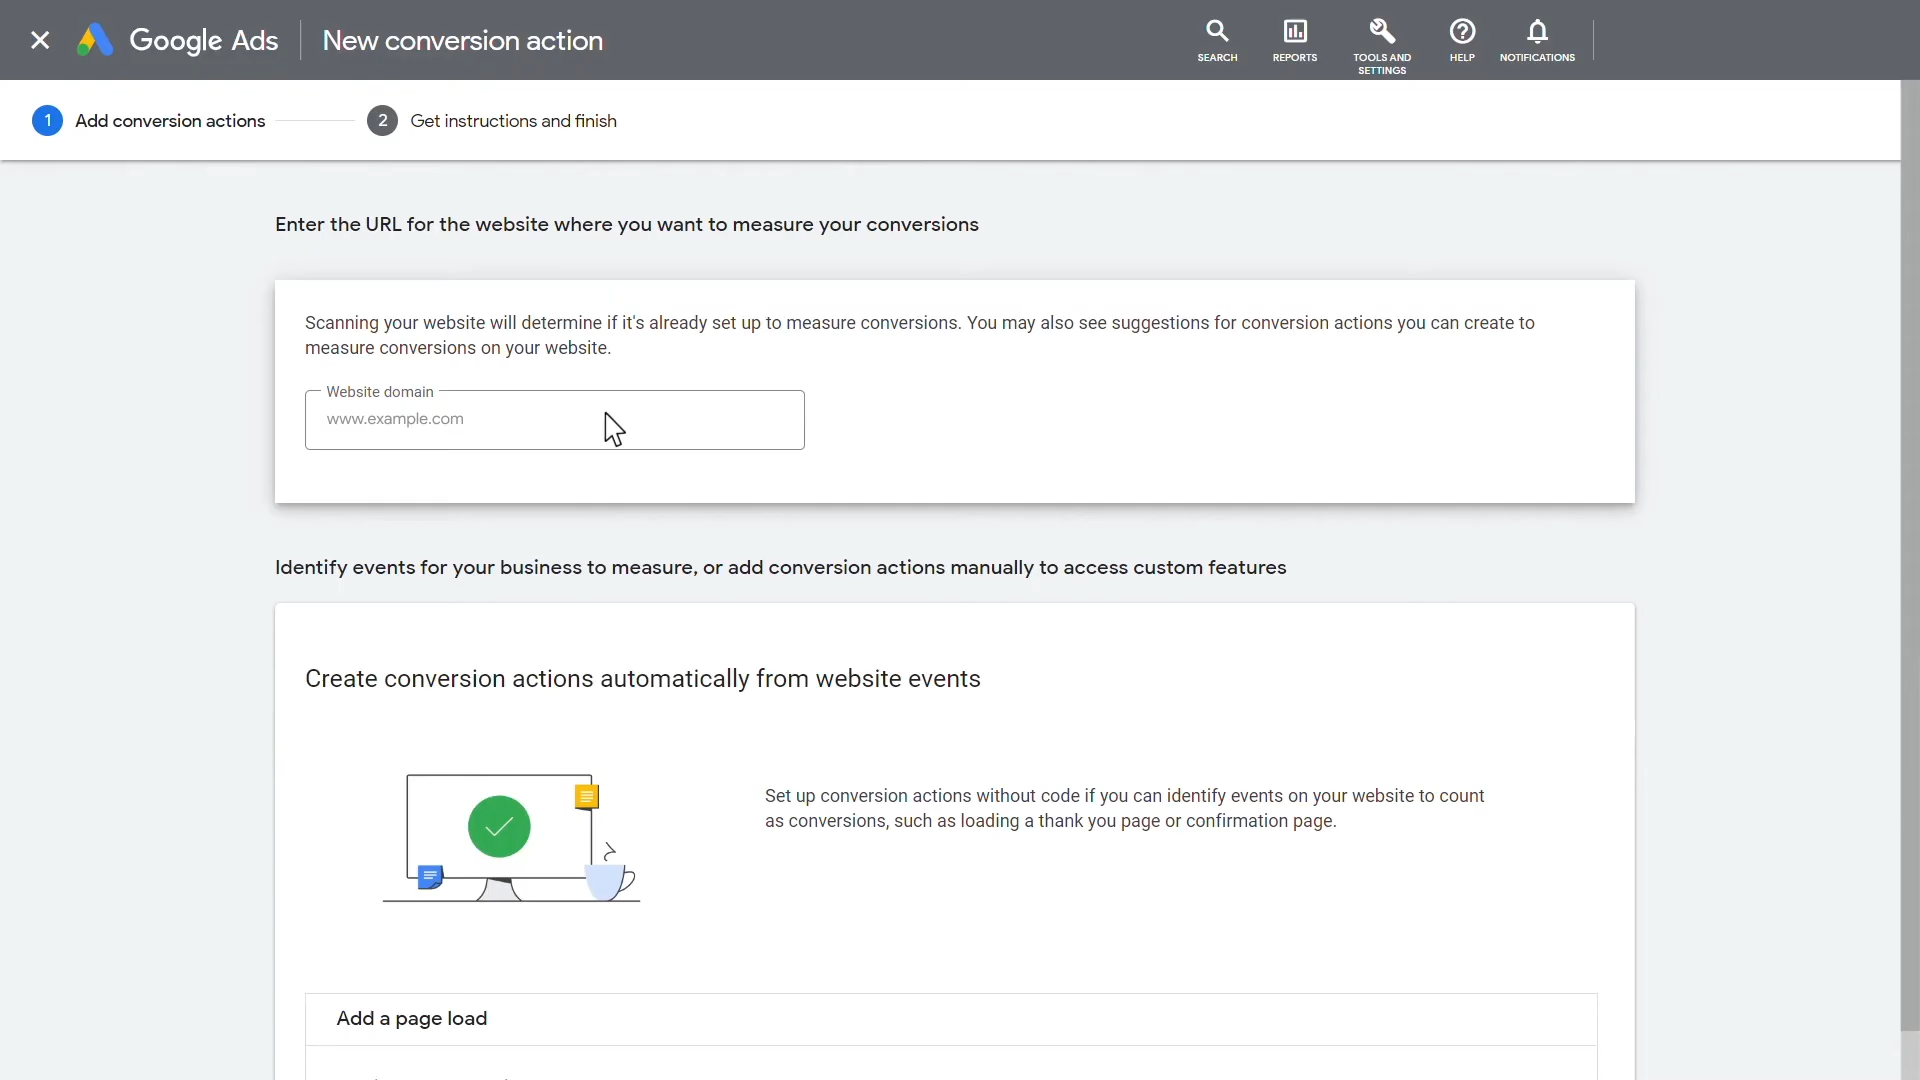 Google Ads
New conversion action
SEARCH
REPORTS
TOOLS AND
SETTINGS
HELP
NOTIFICATIONS
1 Add conversion actions
2 Get instructions and finish
Enter the URL for the website where you want to measure your conversions
Scanning your website will determine if it's already set up to measure conversions. You may also see suggestions for conversion actions you can create to
measure conversions on your website.
Website domain
www.example.com
Identify events for your business to measure, or add conversion actions manually to access custom features
Create conversion actions automatically from website events
Set up conversion actions without code if you can identify events on your website to count
as conversions, such as loading a thank you page or confirmation page.
Add a page load